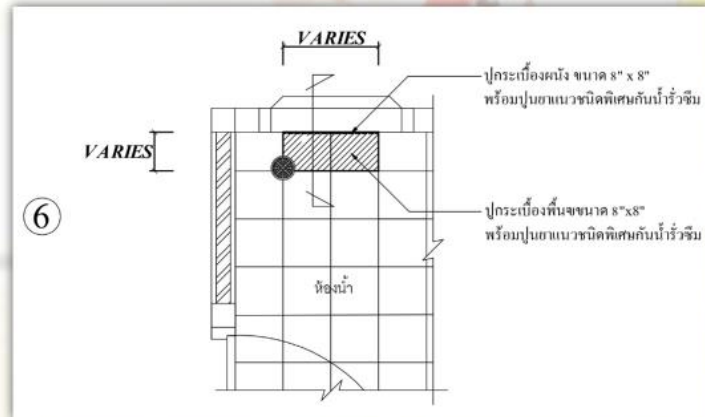 VARIES
ปูกระเบื้องผนัง ขนาด 8" x 8"
พร้อมปูนยาแนวชนิดพิเศษกันน้ำรั่วซึม
VARIES
6
ปูกระเบื้องพื้นขขนาด 8"x8"
พร้อมปูนยาแนวชนิดพิเศษกันน้ำรั่วซึม
ห้องน้ำ